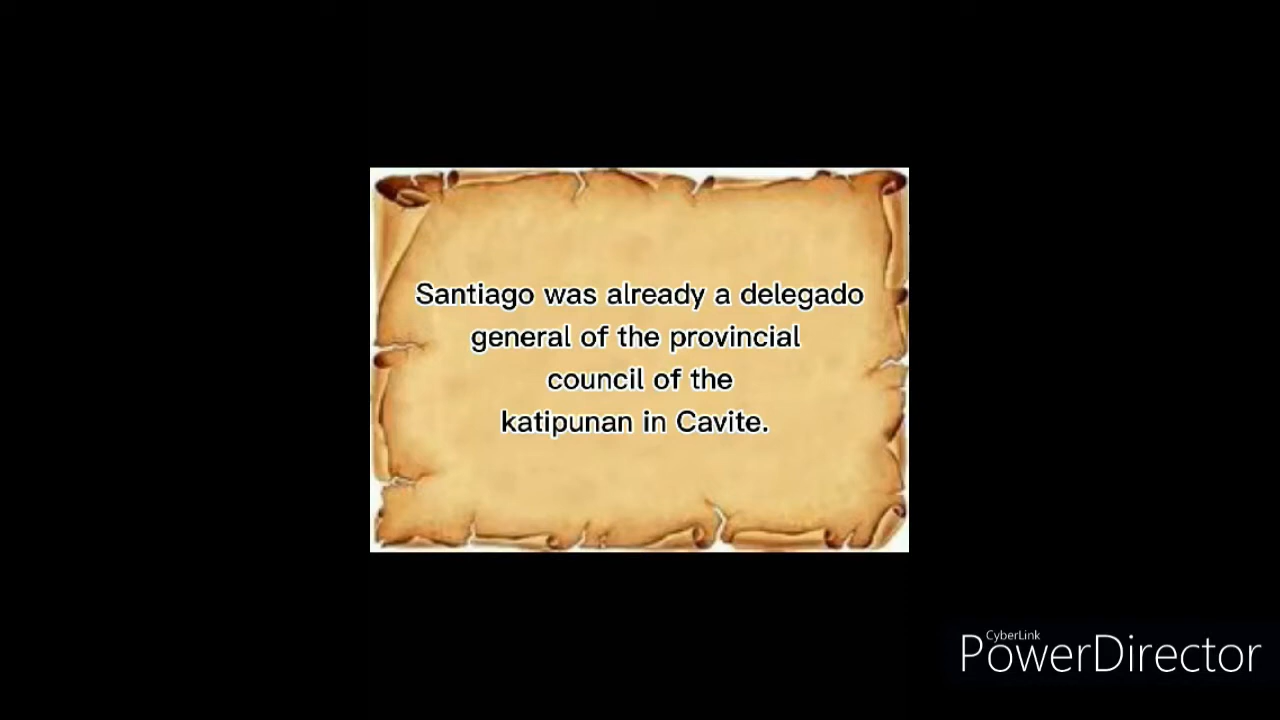 Santiago was already a delegado
general of the provincial
council of the
katipunan in Cavite.
CyberLink
PowerDirector